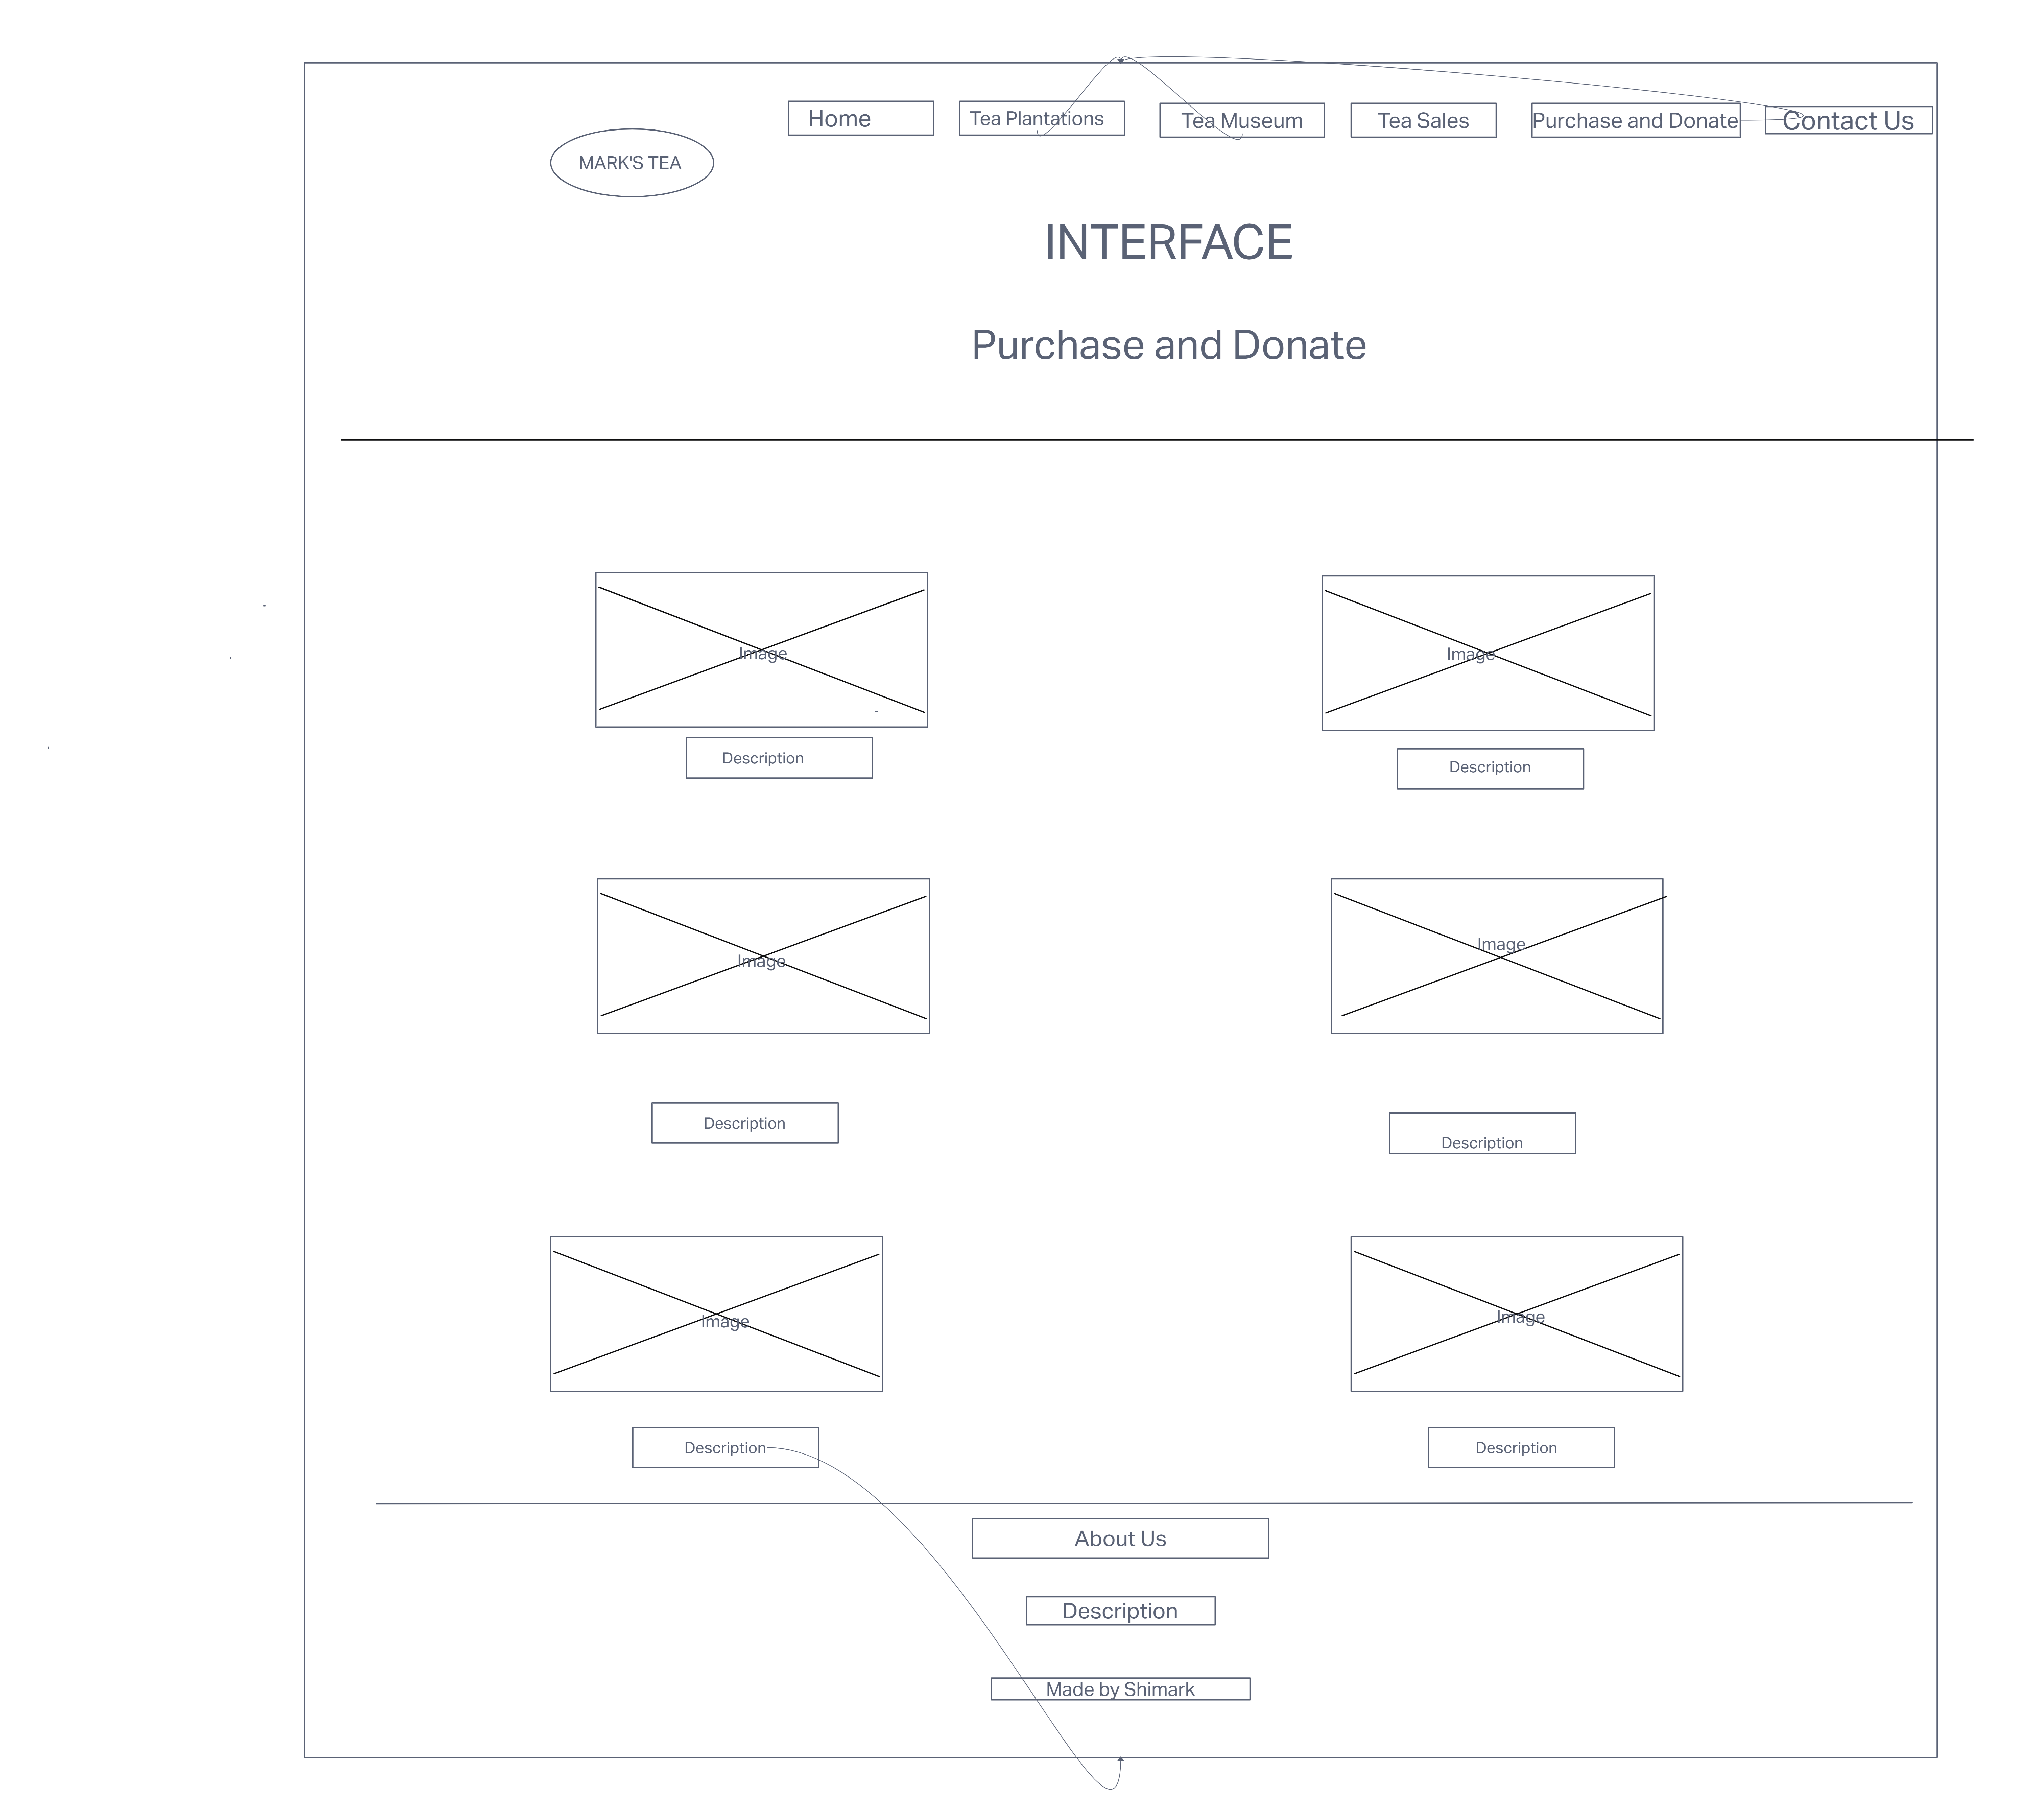 Home
Tea Plantations
Tea Museum
Tea Sales
Purchase and Donate
Contact Us
MARK'S TEA
INTERFACE
Purchase and Donate
Image
Image
Description
Description
Image
Image
Description
Description
Image
Image
Description
Description
About Us
Description
Made by Shimark